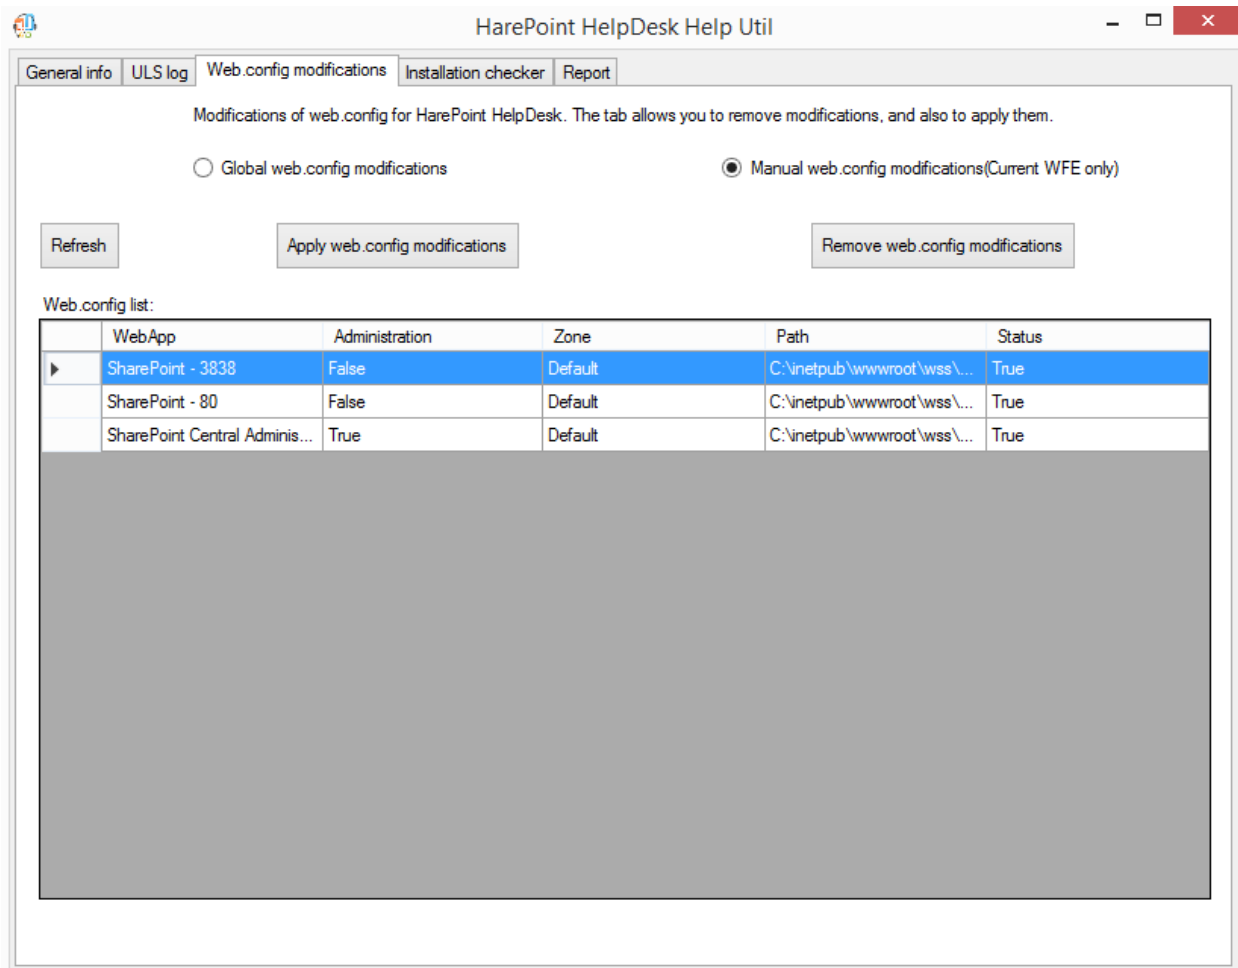 HarePoint HelpDesk Help Util
General info ULS log Web.config modifications Installation checker Report
Modifications of web.config for HarePoint HelpDesk. The tab allows you to remove modifications, and also to apply them.
Global web.config modifications Manual web.config modifications(Current WFE only)
Refresh Apply web.config modifications Remove web.config modifications
Web.config list:
WebApp Administration Zone Path Status
SharePoint - 3838 False Default C:\inetpub\wwwroot\wss\... True
SharePoint - 80 False Default C:\inetpub\wwwroot\wss\... True
SharePoint Central Adminis... True Default C:\inetpub\wwwroot\wss\... True